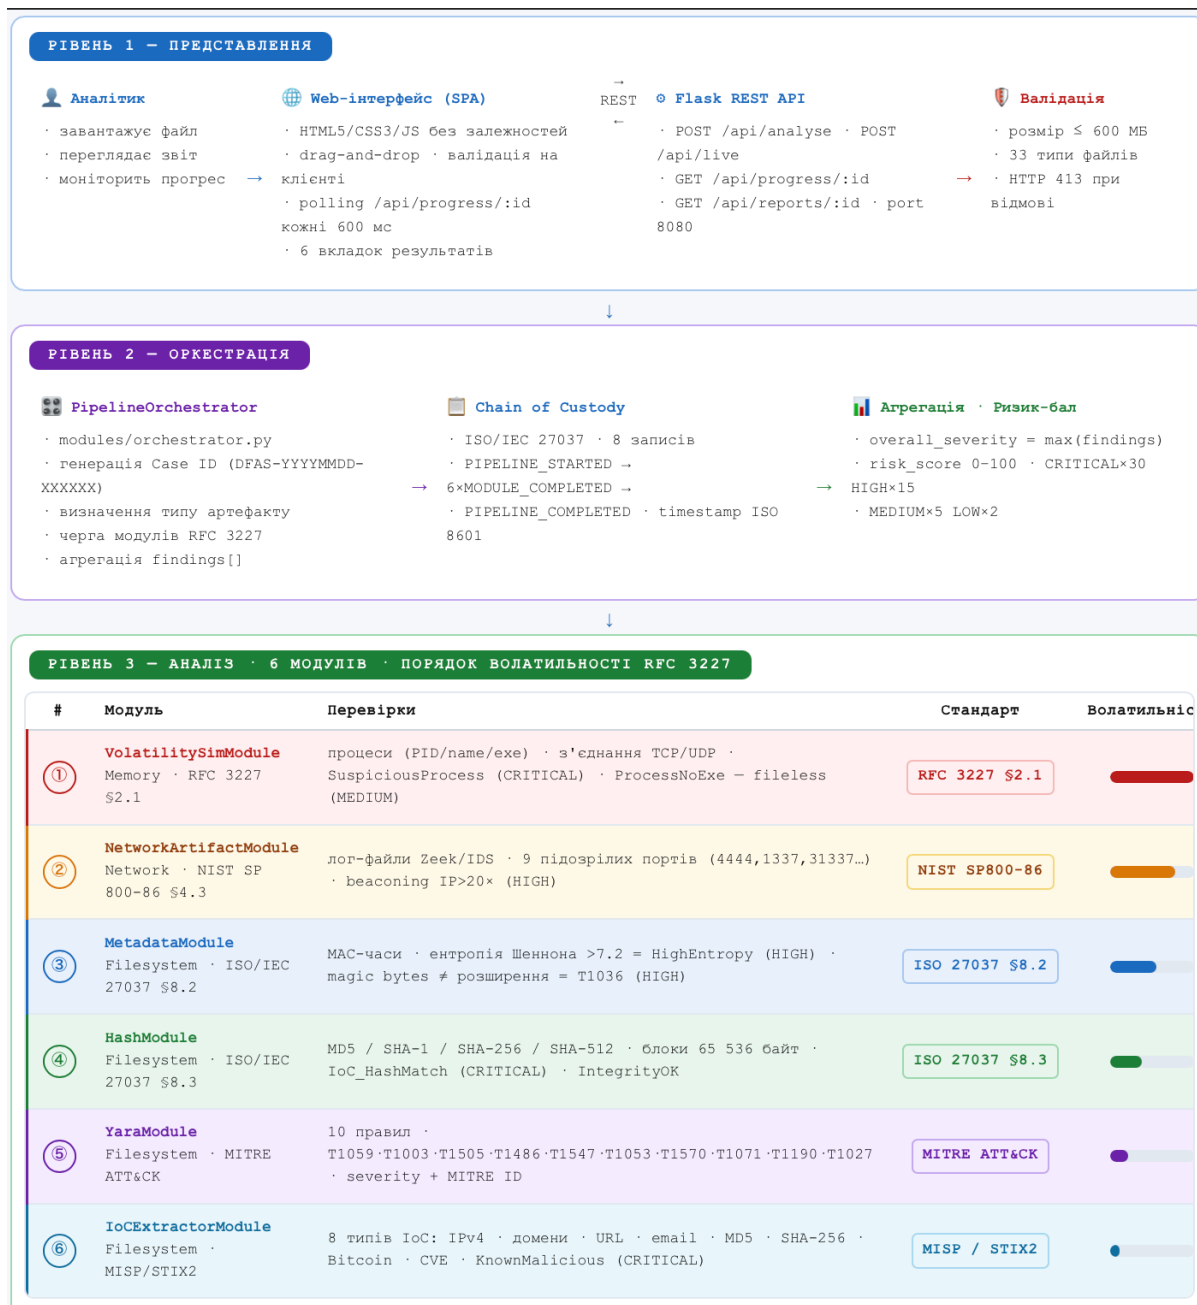 РІВЕНЬ 1 — ПРЕДСТАВЛЕННЯ
Аналітик
· завантажує файл
· переглядає звіт
· моніторить прогрес →
Web-інтерфейс (SPA)
· HTML5/CSS3/JS без залежностей
· drag-and-drop · валідація на
клієнті
· polling /api/progress/:id
кожні 600 мс
· 6 вкладок результатів
→
REST
←
Flask REST API
· POST /api/analyse · POST
/api/live
· GET /api/progress/:id
· GET /api/reports/:id · port
8080
→
Валідація
· розмір ≤ 600 МБ
· 33 типи файлів
· HTTP 413 при
відмові
↓
РІВЕНЬ 2 — ОРКЕСТРАЦІЯ
PipelineOrchestrator
· modules/orchestrator.py
· генерація Case ID (DFAS-YYYYMMDD-
XXXXXX)
· визначення типу артефакту
· черга модулів RFC 3227
· агрегація findings[]
→
Chain of Custody
· ISO/IEC 27037 · 8 записів
· PIPELINE_STARTED →
6×MODULE_COMPLETED →
· PIPELINE_COMPLETED · timestamp ISO
8601
→
Агрегація · Ризик-бал
· overall_severity = max(findings)
· risk_score 0–100 · CRITICAL×30
HIGH×15
· MEDIUM×5 LOW×2
↓
РІВЕНЬ 3 — АНАЛІЗ · 6 МОДУЛІВ · ПОРЯДОК ВОЛАТИЛЬНОСТІ RFC 3227
# Модуль Перевірки Стандарт Волатильніс
①
VolatilitySimModule
Memory · RFC 3227
§2.1
процеси (PID/name/exe) · з'єднання TCP/UDP ·
SuspiciousProcess (CRITICAL) · ProcessNoExe — fileless
(MEDIUM)
RFC 3227 §2.1
②
NetworkArtifactModule
Network · NIST SP
800-86 §4.3
лог-файли Zeek/IDS · 9 підозрілих портів (4444,1337,31337…)
· beaconing IP>20× (HIGH)
NIST SP800-86
③
MetadataModule
Filesystem · ISO/IEC
27037 §8.2
MAC-часи · ентропія Шеннона >7.2 = HighEntropy (HIGH) ·
magic bytes ≠ розширення = T1036 (HIGH)
ISO 27037 §8.2
④
HashModule
Filesystem · ISO/IEC
27037 §8.3
MD5 / SHA-1 / SHA-256 / SHA-512 · блоки 65 536 байт ·
IoC_HashMatch (CRITICAL) · IntegrityOK
ISO 27037 §8.3
⑤
YaraModule
Filesystem · MITRE
ATT&CK
10 правил ·
T1059·T1003·T1505·T1486·T1547·T1053·T1570·T1071·T1190·T1027
· severity + MITRE ID
MITRE ATT&CK
⑥
IoCExtractorModule
Filesystem ·
MISP/STIX2
8 типів IoC: IPv4 · домени · URL · email · MD5 · SHA-256 ·
Bitcoin · CVE · KnownMalicious (CRITICAL)
MISP / STIX2